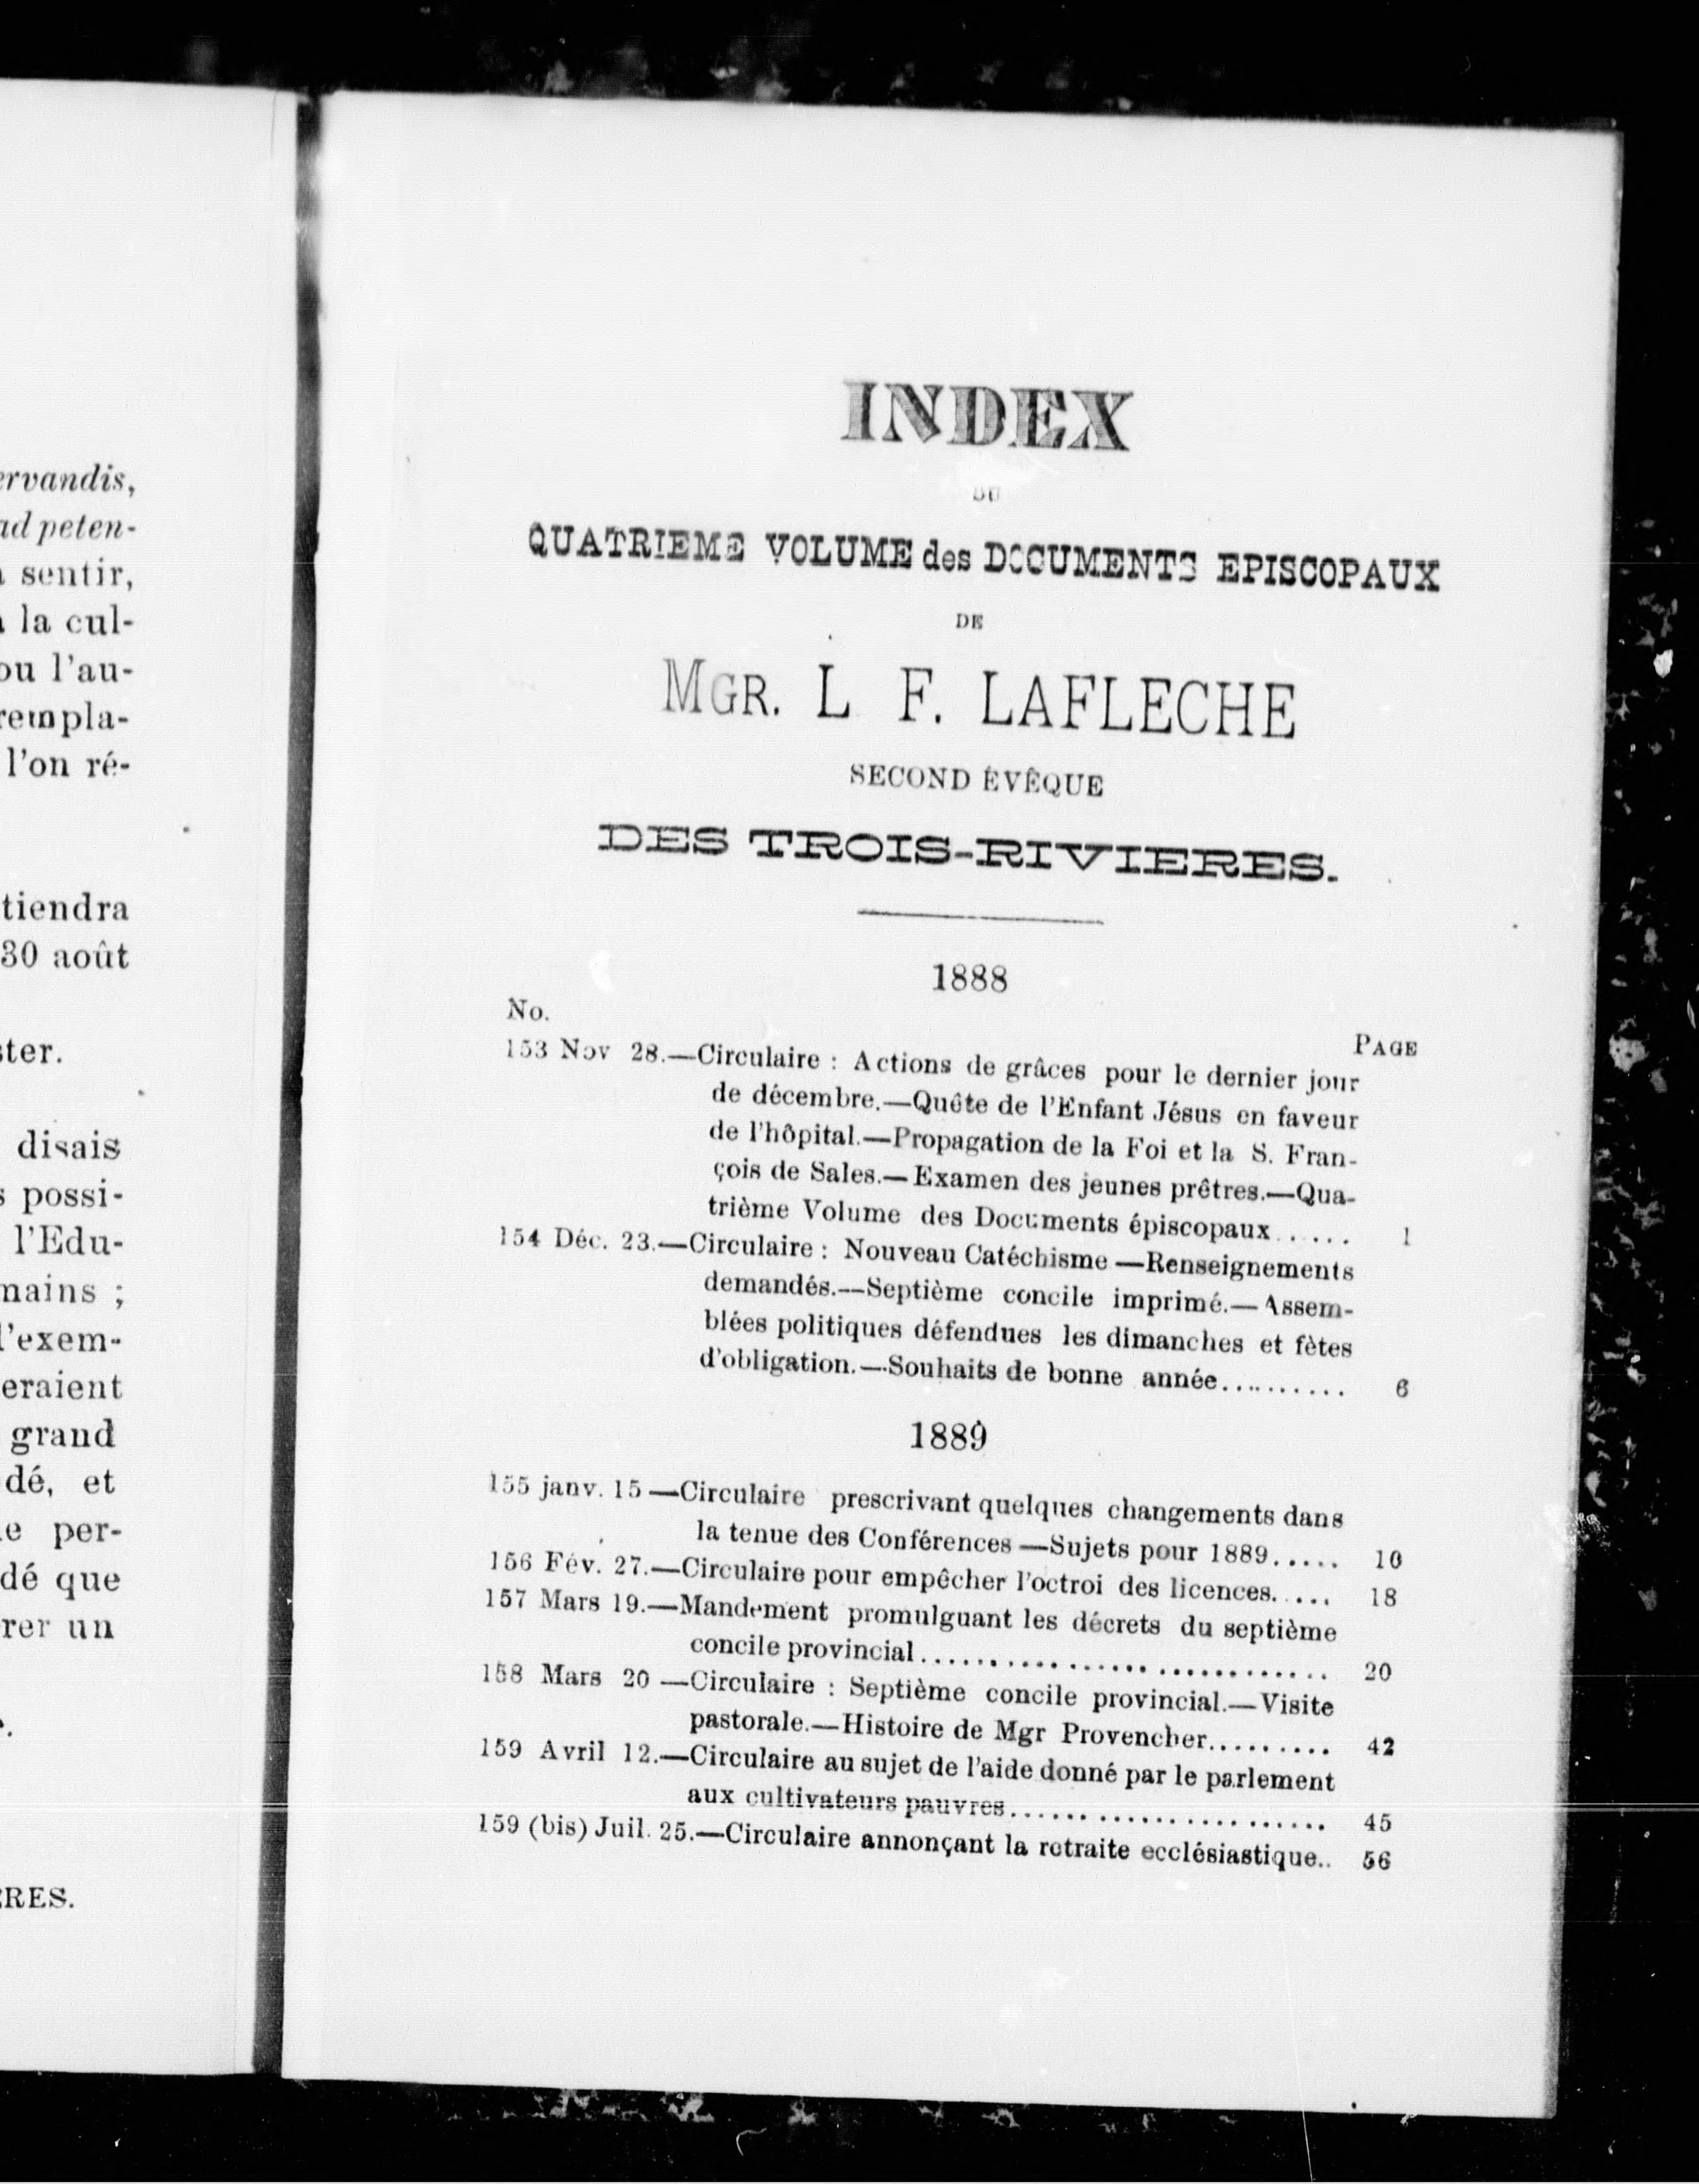 ervandis,
ad peten-
sentir,
la cul-
ou l'au-
rempla-
l'on ré-
tiendra
30 août
ster.
disais
possi-
l'Edu-
mains ;
l'exem-
eraient
grand
dé, et
per-
dé que
rer un
RES.
INDEX
DU
QUATRIEME VOLUME des DOCUMENTS EPISCOPAUX
DE
MGR. L F. LAFLECHE
SECOND ÉVÊQUE
DES TROIS-RIVIERES.
1888
No.
PAGE
153 Nov 28.—Circulaire : Actions de grâces pour le dernier jour
de décembre.—Quête de l'Enfant Jésus en faveur
de l'hôpital.—Propagation de la Foi et la S. Fran-
çois de Sales.—Examen des jeunes prêtres.—Qua-
trième Volume des Documents épiscopaux...... 1
154 Déc. 23.—Circulaire : Nouveau Catéchisme —Renseignements
demandés.—Septième concile imprimé.—Assem-
blées politiques défendues les dimanches et fètes
d'obligation.—Souhaits de bonne année.......... 6
1889
155 janv. 15 —Circulaire prescrivant quelques changements dans
la tenue des Conférences —Sujets pour 1889..... 10
156 Fév. 27.—Circulaire pour empêcher l'octroi des licences..... 18
157 Mars 19.—Mandement promulguant les décrets du septième
concile provincial.............................. 20
158 Mars 20 —Circulaire : Septième concile provincial.—Visite
pastorale.—Histoire de Mgr Provencher......... 42
159 Avril 12.—Circulaire au sujet de l'aide donné par le parlement
aux cultivateurs pauvres........................ 45
159 (bis) Juil. 25.—Circulaire annonçant la retraite ecclésiastique.. 56